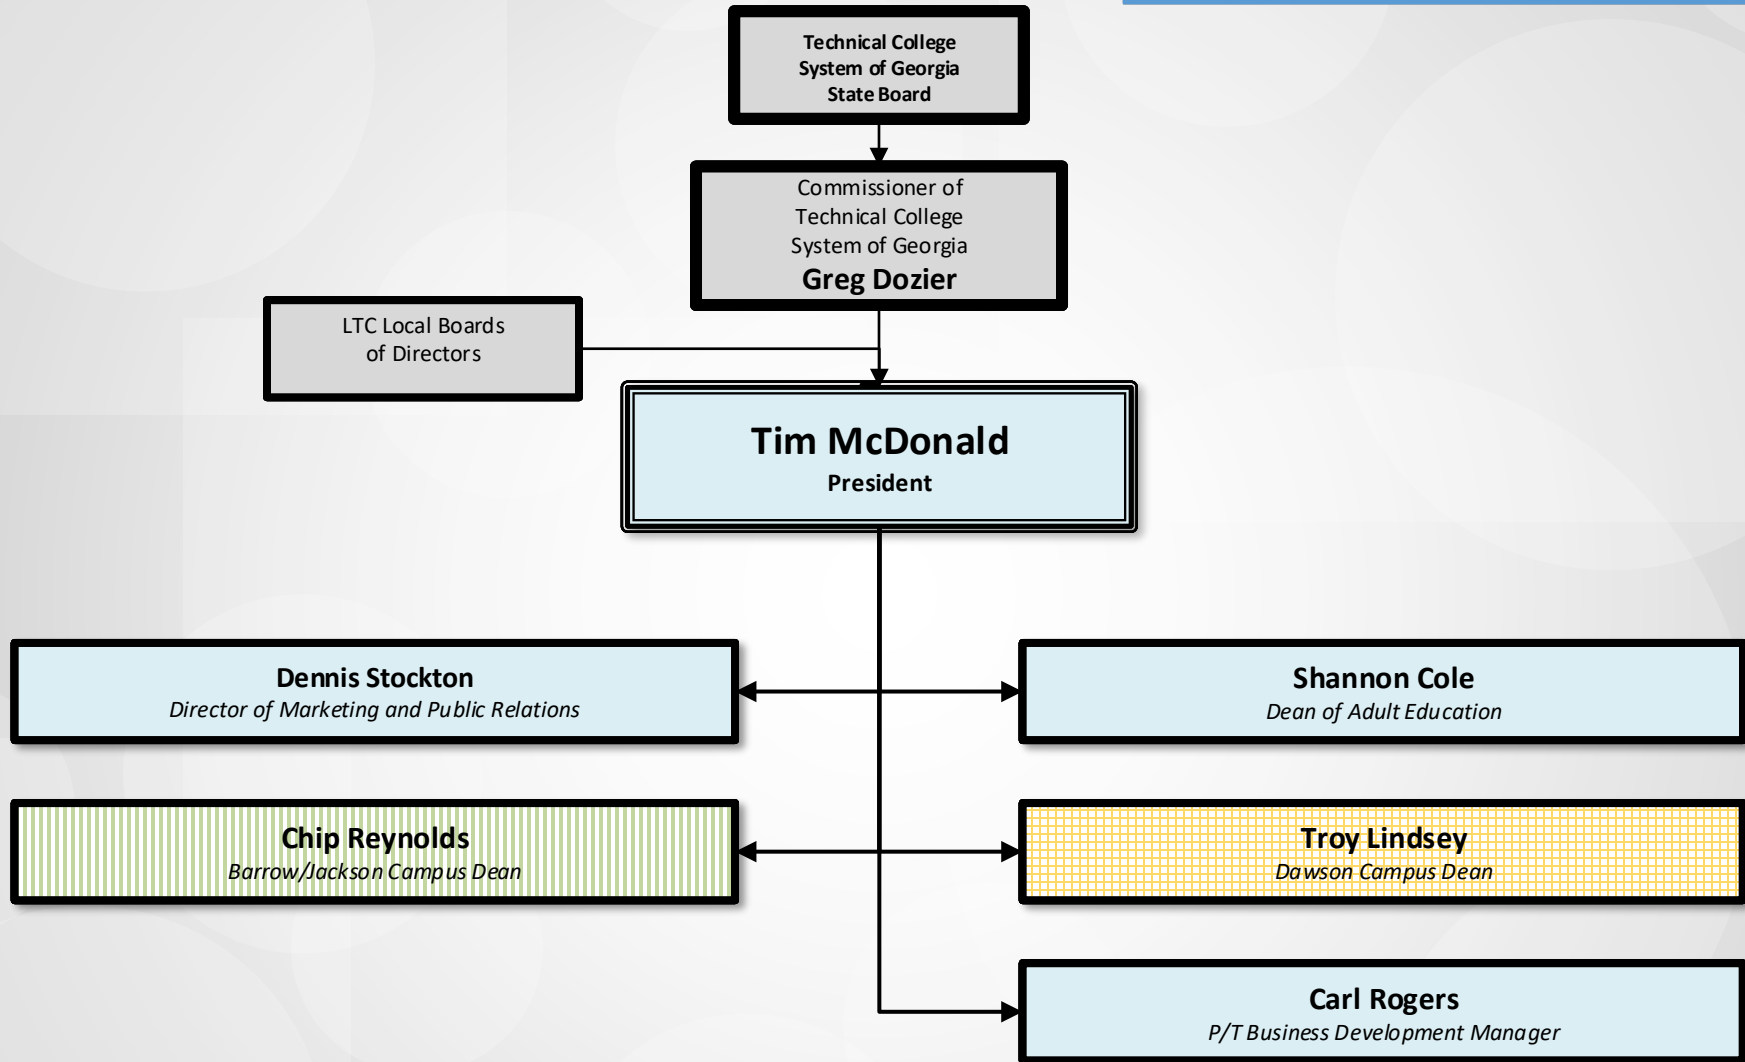 Technical College
System of Georgia
State Board
Commissioner of
Technical College
System of Georgia
Greg Dozier
LTC Local Boards
of Directors
Tim McDonald
President
Dennis Stockton
Director of Marketing and Public Relations
Shannon Cole
Dean of Adult Education
Chip Reynolds
Barrow/Jackson Campus Dean
Troy Lindsey
Dawson Campus Dean
Carl Rogers
P/T Business Development Manager